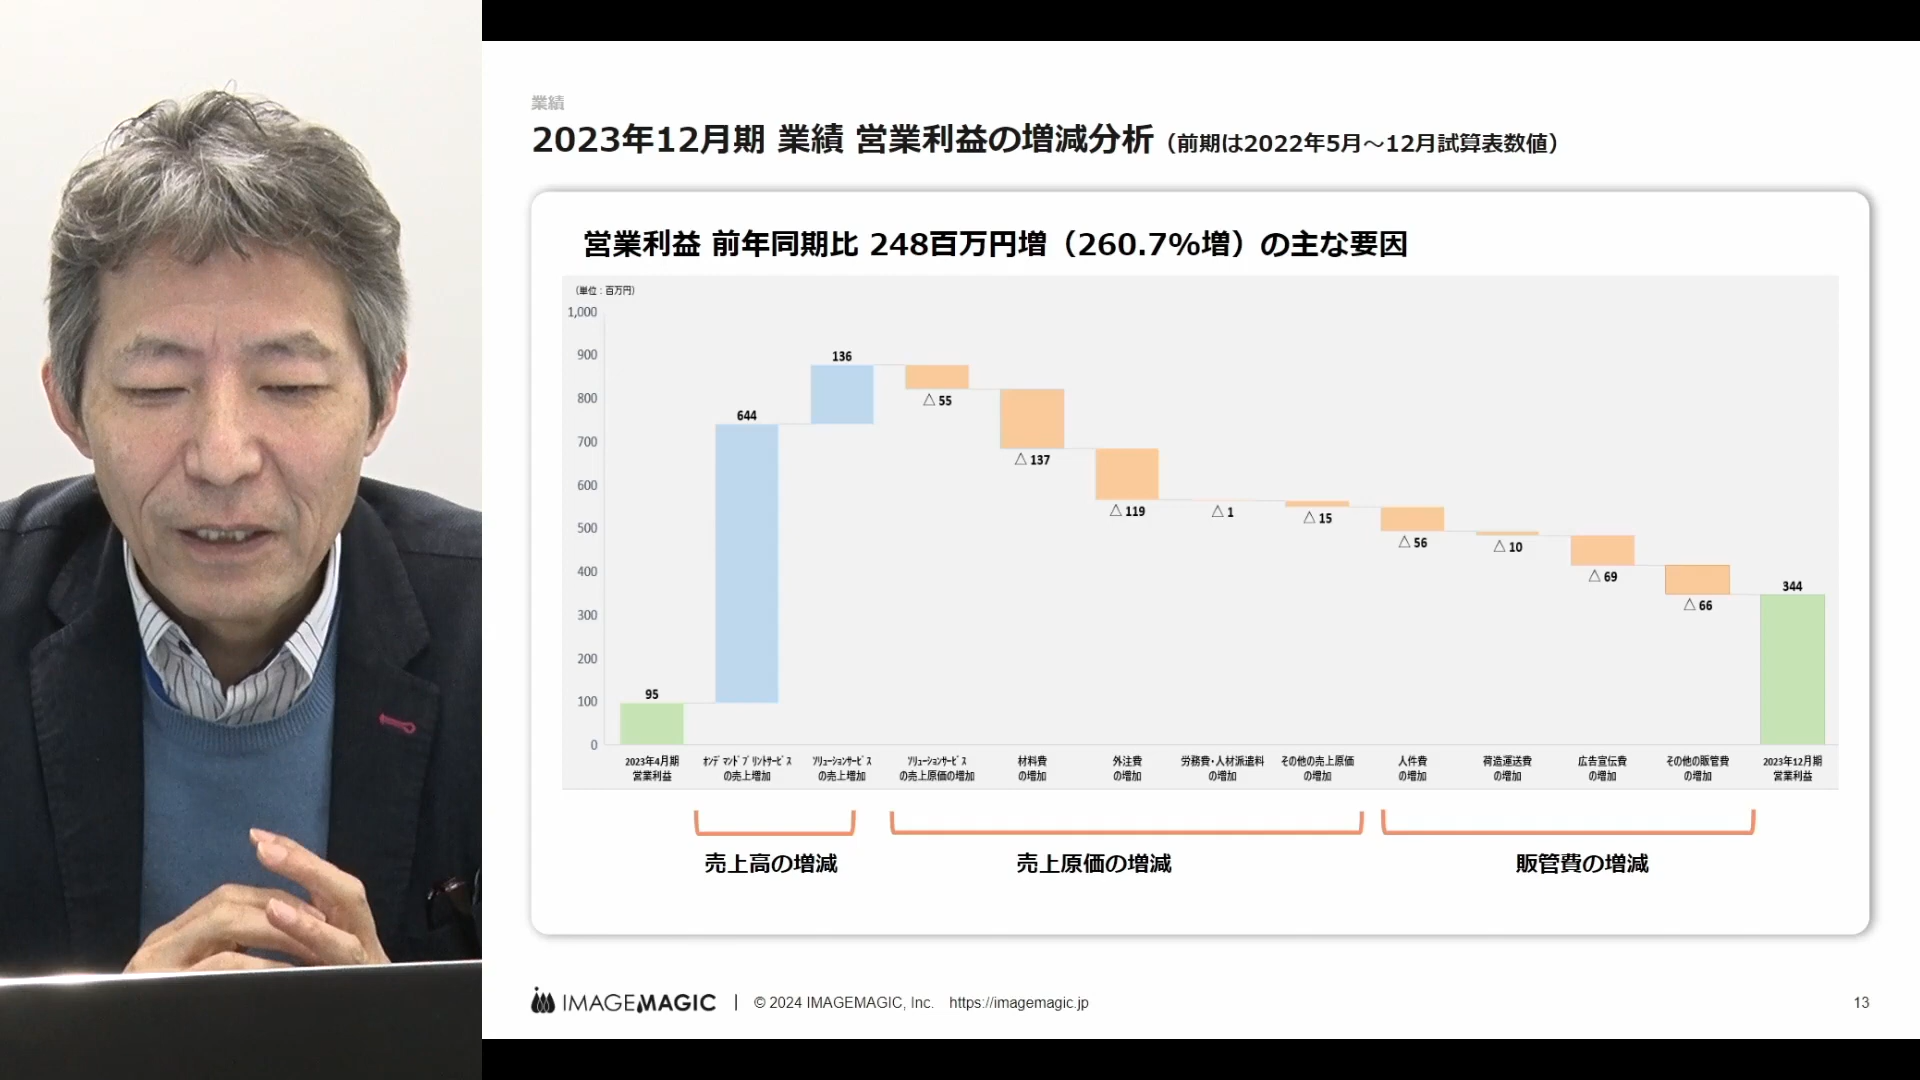 業績
2023年12月期 業績 営業利益の増減分析（前期は2022年5月～12月試算表数値）
営業利益 前年同期比 248百万円増（260.7%増）の主な要因
（単位：百万円）
1,000
900
800
700
600
500
400
300
200
100
0
95
644
136
△ 55
△ 137
△ 119
△ 1
△ 15
△ 56
△ 10
△ 69
△ 66
344
2023年4月期
営業利益
ｵﾝﾃﾞﾏﾝﾄﾞﾌﾟﾘﾝﾄｻｰﾋﾞｽ
の売上増加
ｿﾘｭｰｼｮﾝｻｰﾋﾞｽ
の売上増加
ｿﾘｭｰｼｮﾝｻｰﾋﾞｽ
の売上原価の増加
材料費
の増加
外注費
の増加
労務費・人材派遣料
の増加
その他の売上原価
の増加
人件費
の増加
荷造運送費
の増加
広告宣伝費
の増加
その他の販管費
の増加
2023年12月期
営業利益
売上高の増減
売上原価の増減
販管費の増減
IMAGEMAGIC | © 2024 IMAGEMAGIC, Inc. https://imagemagic.jp
13